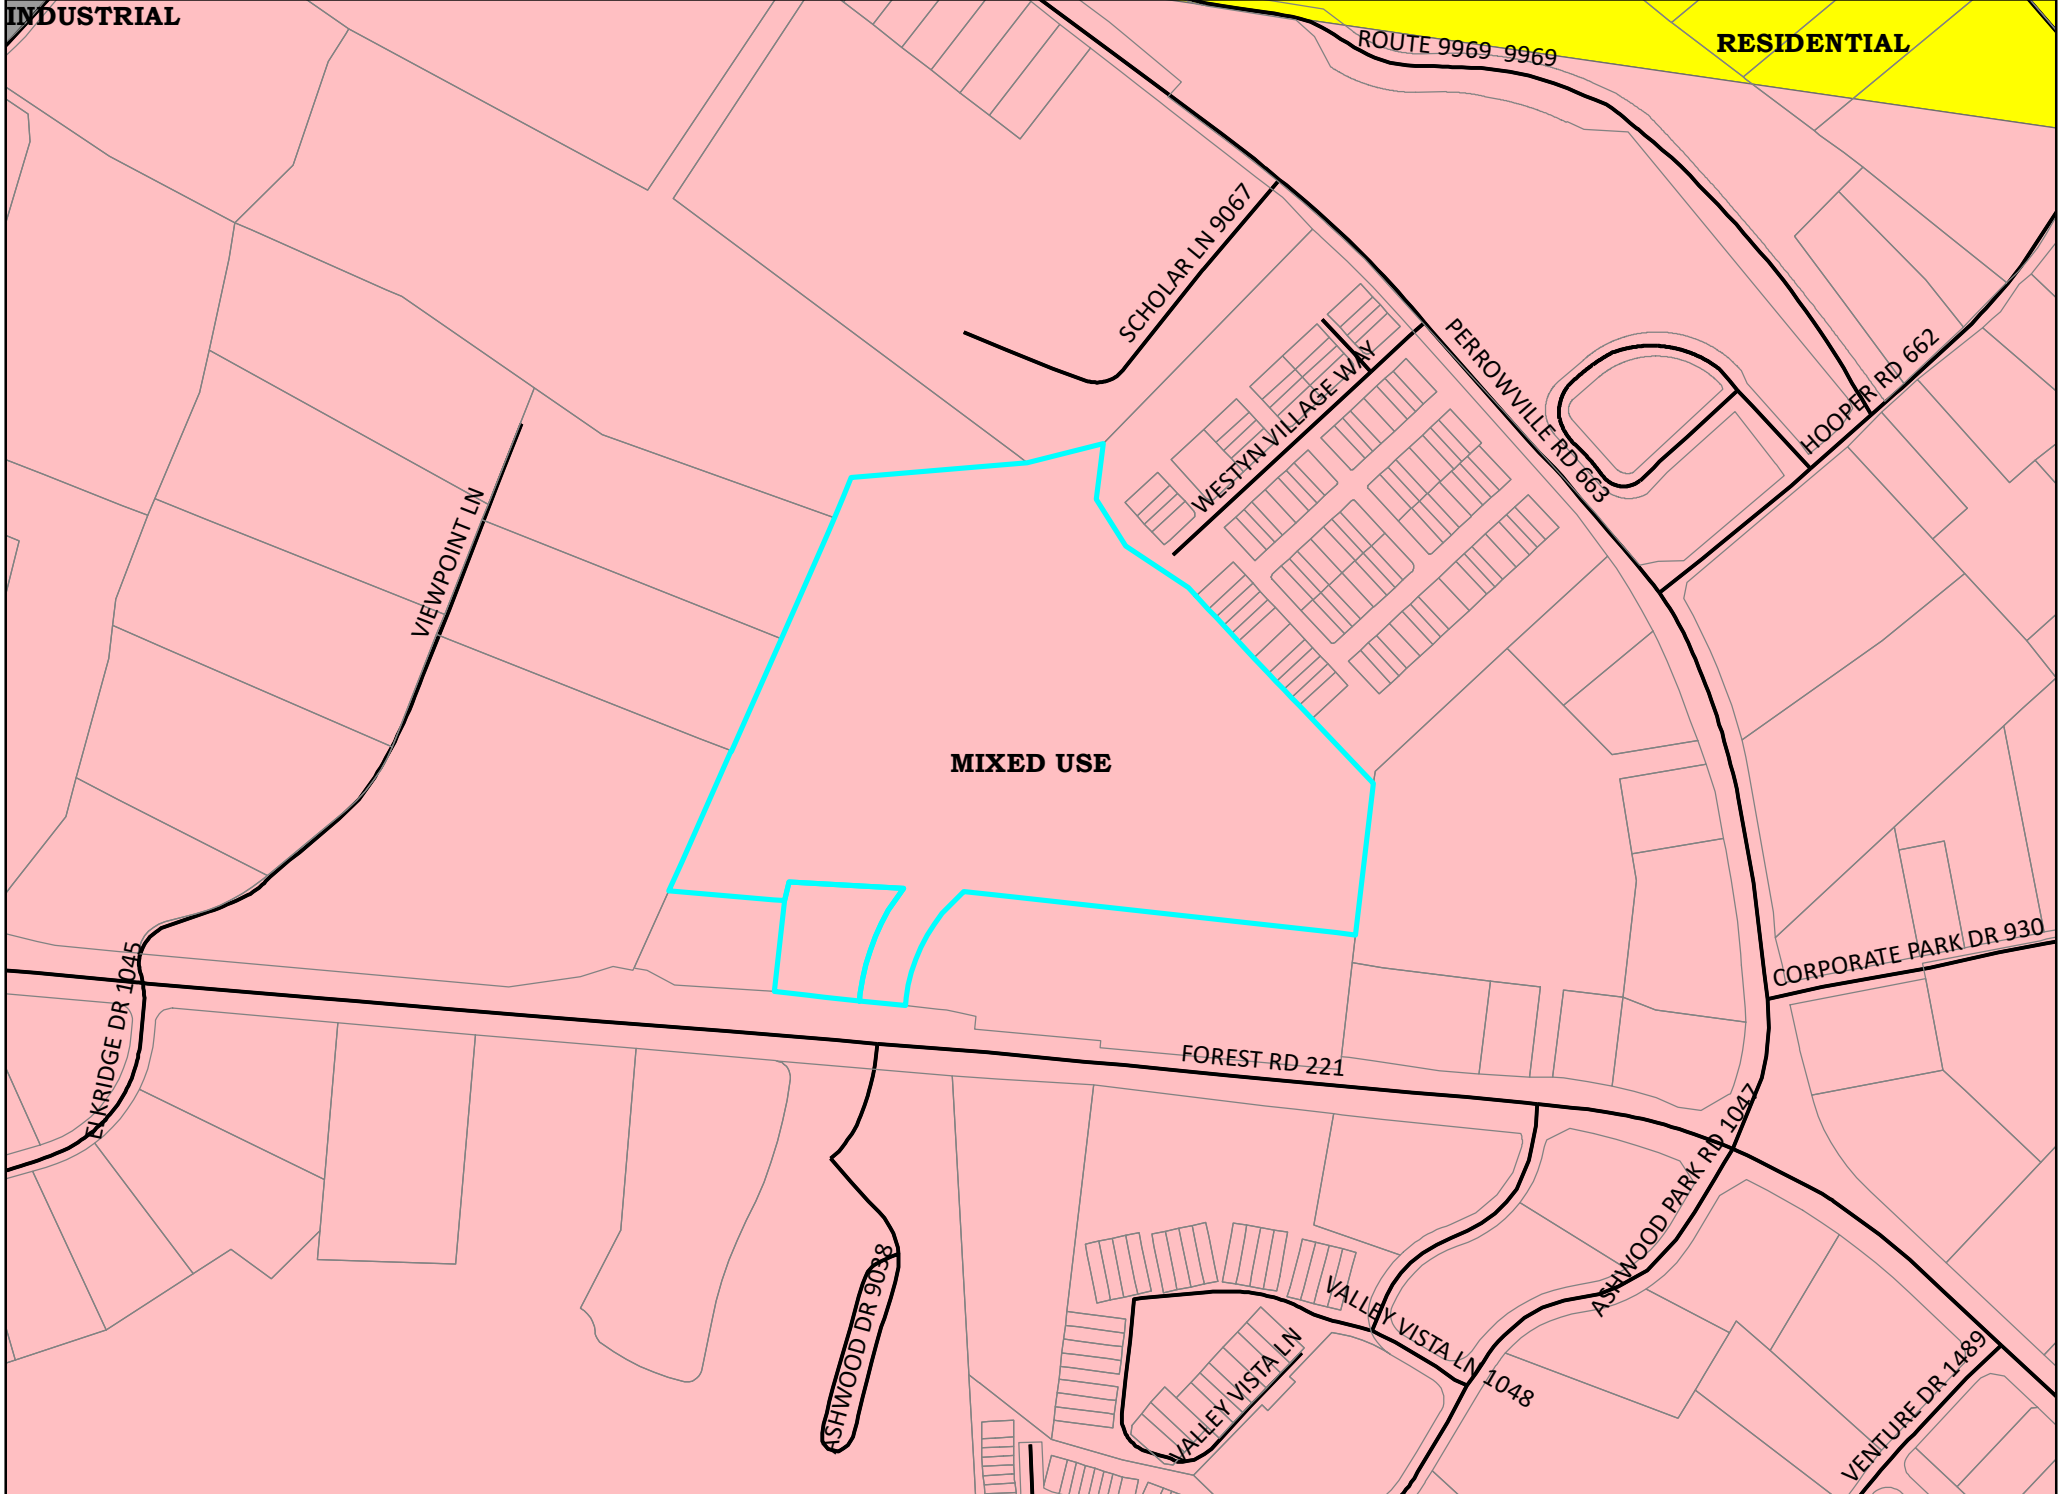 INDUSTRIAL
RESIDENTIAL
ROUTE 9969 9969
SCHOLAR LN 9067
PERROWVILLE RD 663
HOOPER RD 662
WESTYN VILLAGE WAY
VIEWPOINT LN
MIXED USE
CORPORATE PARK DR 930
ELKRIDGE DR 1045
FOREST RD 221
ASHWOOD PARK RD 1047
ASHWOOD DR 9038
VALLEY VISTA LN 1048
VALLEY VISTA LN
VENTURE DR 1489